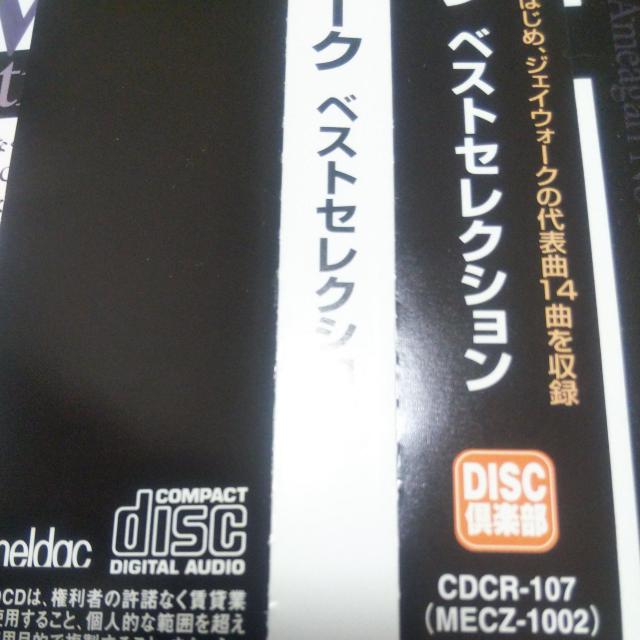 はじめ、ジェイウォークの代表曲14曲を収録
ベストセレクション
DISC
倶楽部
CDCR-107
(MECZ-1002)
ーク ベストセレクショ
COMPACT
disc
DIGITAL AUDIO
meldac
CDは、権利者の許諾なく賃貸業
使用すること、個人的な範囲を超え